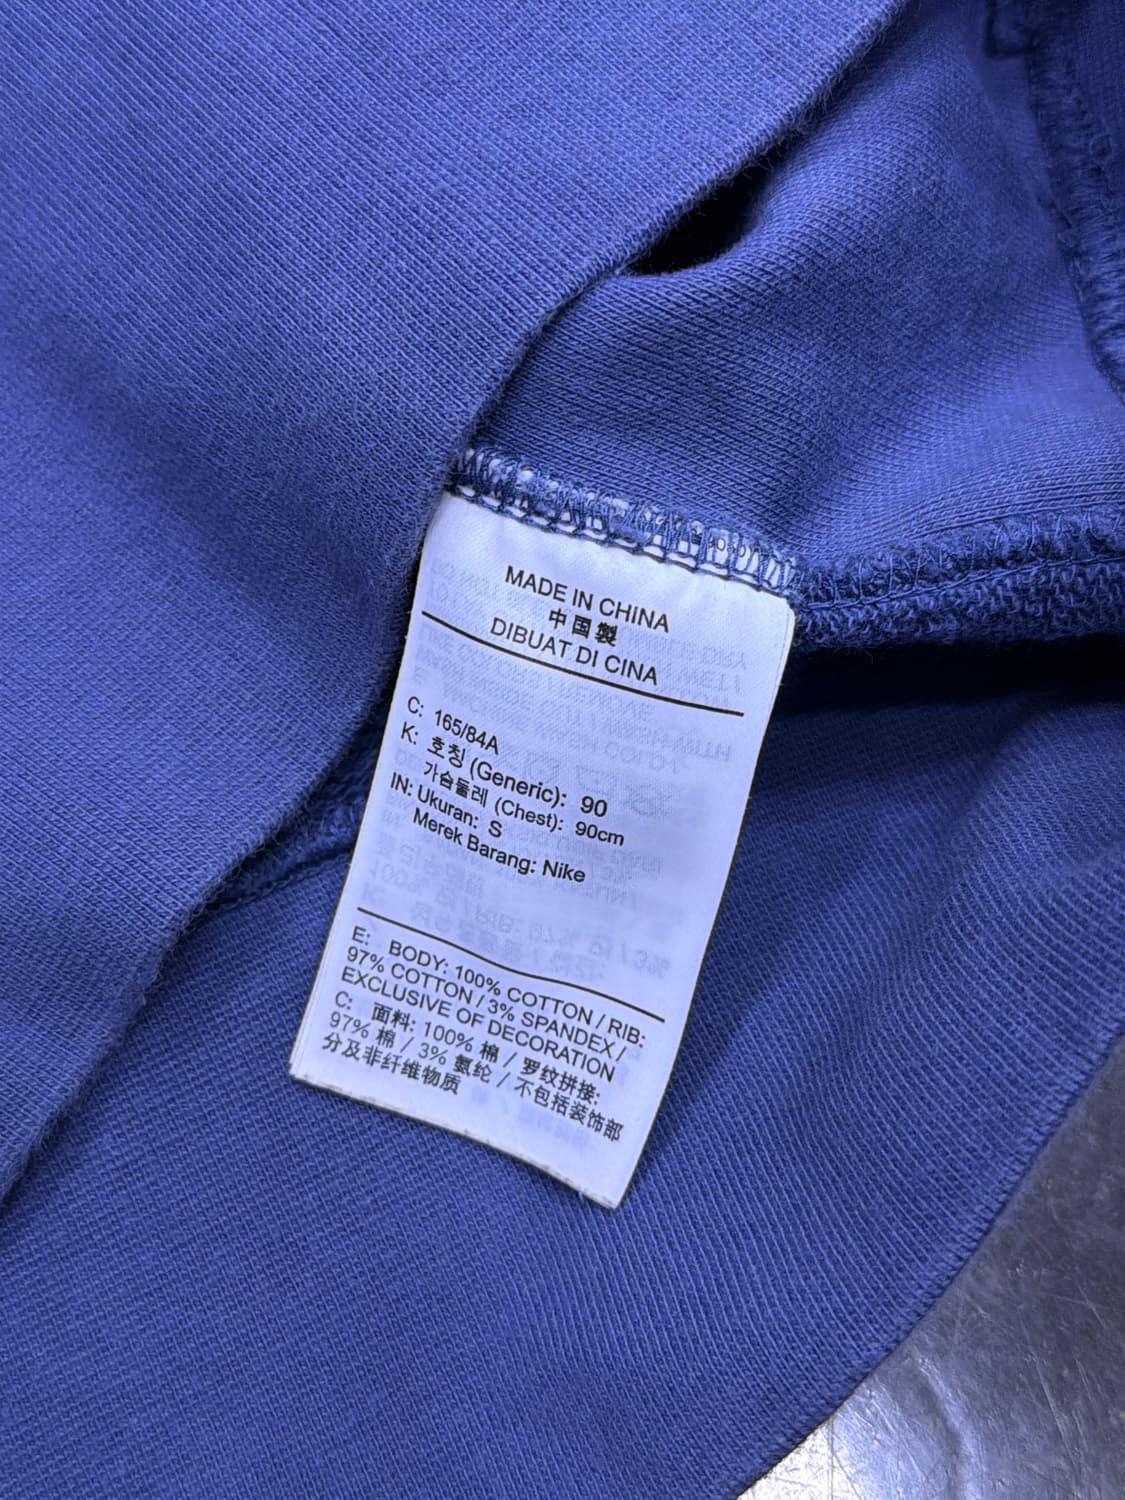 MADE IN CHINA
中国製
DIBUAT DI CINA
C: 165/84A
K: 호칭 (Generic): 90
가슴둘레 (Chest): 90cm
IN: Ukuran: S
Merek Barang: Nike
E: BODY: 100% COTTON / RIB:
97% COTTON / 3% SPANDEX /
EXCLUSIVE OF DECORATION
C: 面料: 100% 棉 / 罗纹拼接:
97% 棉 / 3% 氨纶 / 不包括装饰部
分及非纤维物质